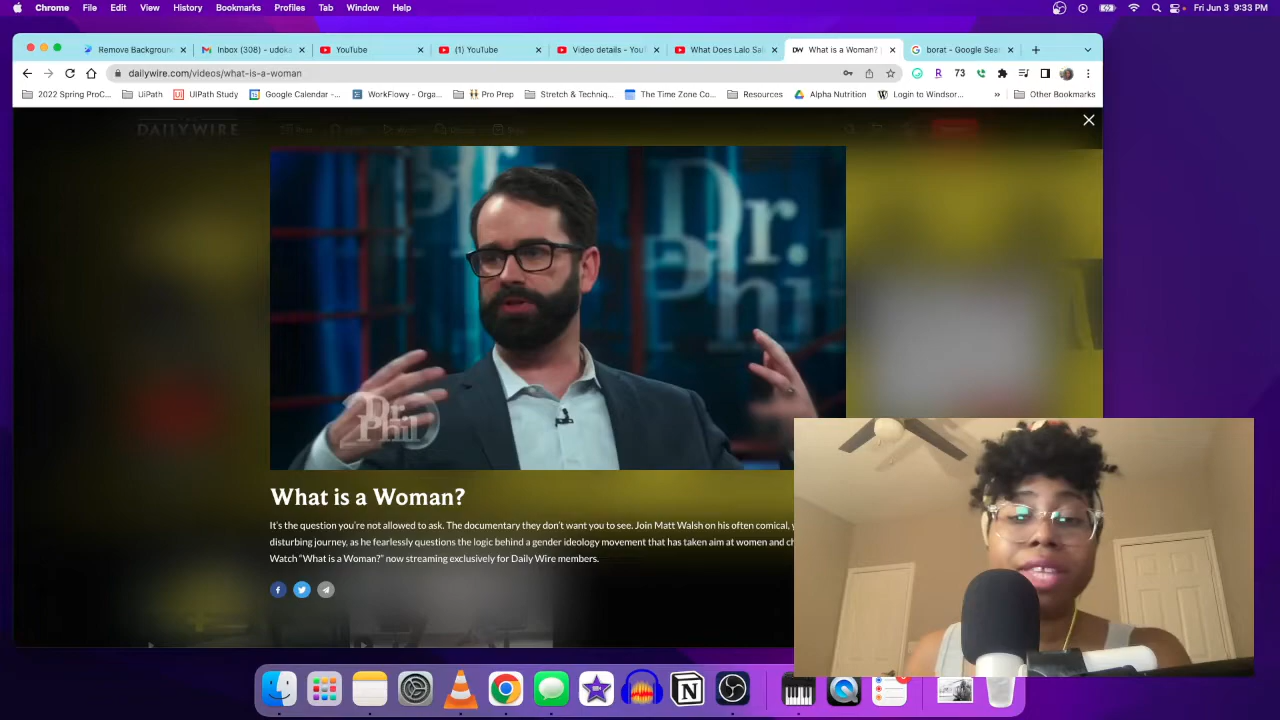 Chrome File Edit View History Bookmarks Profiles Tab Window Help Fri Jun 3 9:33 PM
Remove Backgroun Inbox (308) - udoka YouTube (1) YouTube Video details - You What Does Lalo Sal What is a Woman? borat - Google Sea
dailywire.com/videos/what-is-a-woman 73
2022 Spring ProC... UiPath UiPath Study Google Calendar -... WorkFlowy - Orga... Pro Prep Stretch & Techniq... The Time Zone Co... Resources Alpha Nutrition Login to Windsor... » Other Bookmarks
DAILYWIRE
Dr.
Phil
Dr.
Phil
What is a Woman?
It's the question you're not allowed to ask. The documentary they don't want you to see. Join Matt Walsh on his often comical,
disturbing journey, as he fearlessly questions the logic behind a gender ideology movement that has taken aim at women and ch
Watch "What is a Woman?" now streaming exclusively for Daily Wire members.